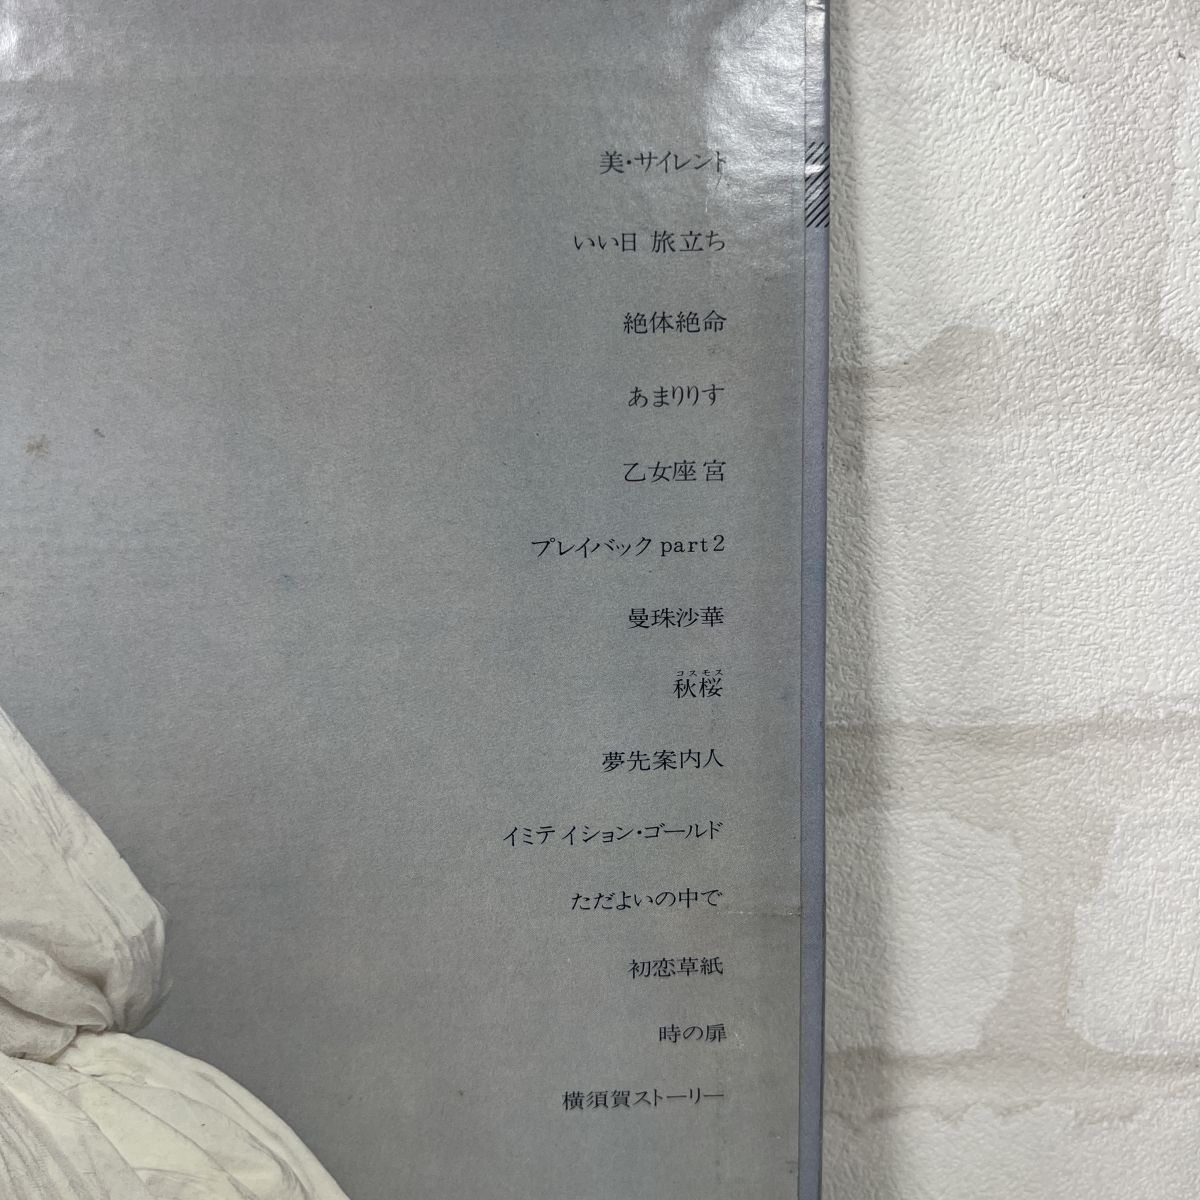 美・サイレント
いい日 旅立ち
絶体絶命
あまりりす
乙女座 宮
プレイバック part2
曼珠沙華
コスモス
秋桜
夢先案内人
イミテイション・ゴールド
ただよいの中で
初恋草紙
時の扉
横須賀ストーリー